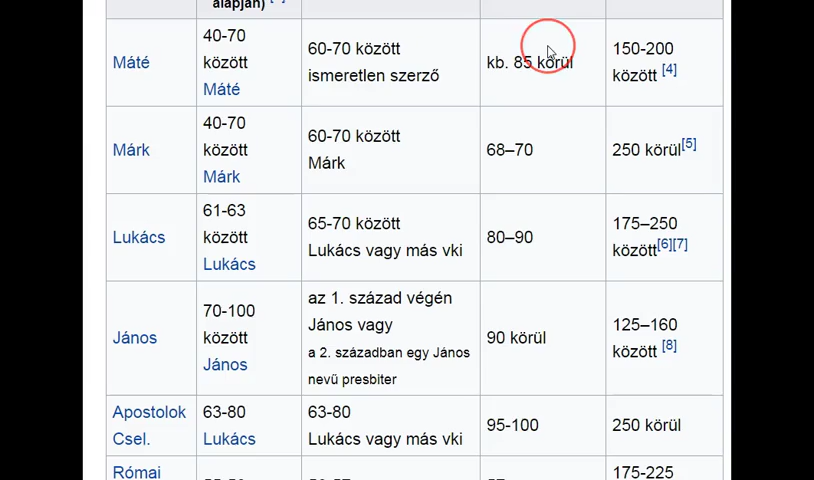 alapján)
Máté
40-70
között
Máté
60-70 között
ismeretlen szerző
kb. 85 körül
150-200
között [4]
Márk
40-70
között
Márk
60-70 között
Márk
68–70
250 körül[5]
Lukács
61-63
között
Lukács
65-70 között
Lukács vagy más vki
80–90
175–250
között[6][7]
János
70-100
között
János
az 1. század végén
János vagy
a 2. században egy János
nevű presbiter
90 körül
125–160
között [8]
Apostolok
Csel.
63-80
Lukács
63-80
Lukács vagy más vki
95-100
250 körül
Római
175-225